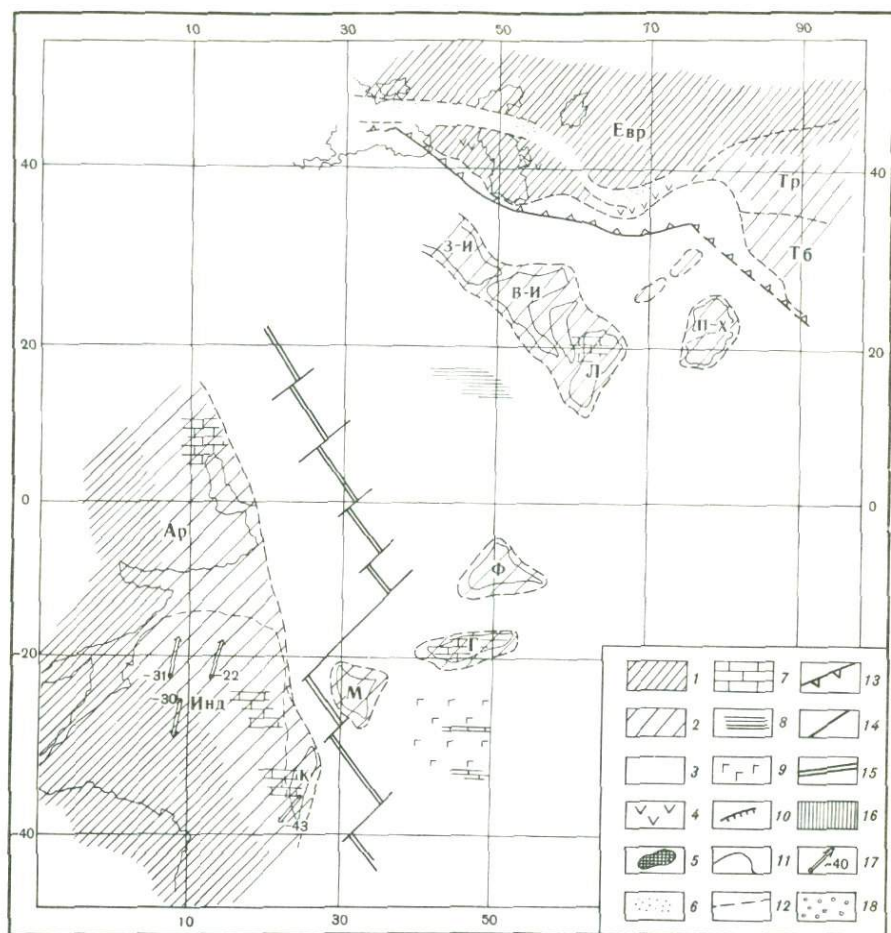 10 30 50 70 90
Евр
40 40
Тр
Тб
З-И
В-И
П-Х
20 Л 20
0 0
Ар
Ф
-20 Г
-31 -22
М
-30 Инд
К
-43
-40
10 30 50
1 7 13
2 8 14
3 9 15
4 10 16
5 11 17 -40
6 12 18